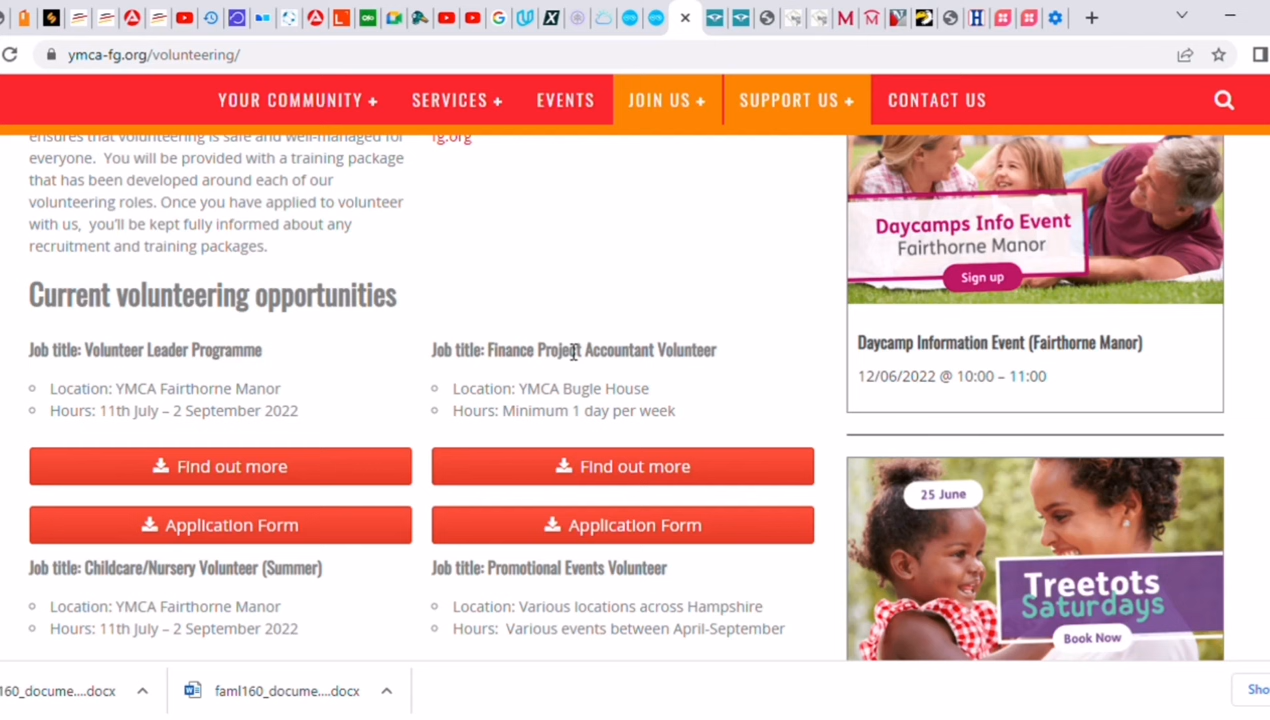 ymca-fg.org/volunteering/
YOUR COMMUNITY +
SERVICES +
EVENTS
JOIN US +
SUPPORT US +
CONTACT US
ensures that volunteering is safe and well-managed for
everyone. You will be provided with a training package
that has been developed around each of our
volunteering roles. Once you have applied to volunteer
with us, you'll be kept fully informed about any
recruitment and training packages.
fg.org
Current volunteering opportunities
Job title: Volunteer Leader Programme
Location: YMCA Fairthorne Manor
Hours: 11th July – 2 September 2022
Find out more
Application Form
Job title: Finance Project Accountant Volunteer
Location: YMCA Bugle House
Hours: Minimum 1 day per week
Find out more
Application Form
Job title: Childcare/Nursery Volunteer (Summer)
Location: YMCA Fairthorne Manor
Hours: 11th July – 2 September 2022
Job title: Promotional Events Volunteer
Location: Various locations across Hampshire
Hours: Various events between April-September
Daycamps Info Event
Fairthorne Manor
Sign up
Daycamp Information Event (Fairthorne Manor)
12/06/2022 @ 10:00 – 11:00
25 June
Treetots
Saturdays
Book Now
160_docume....docx
faml160_docume....docx
Sho